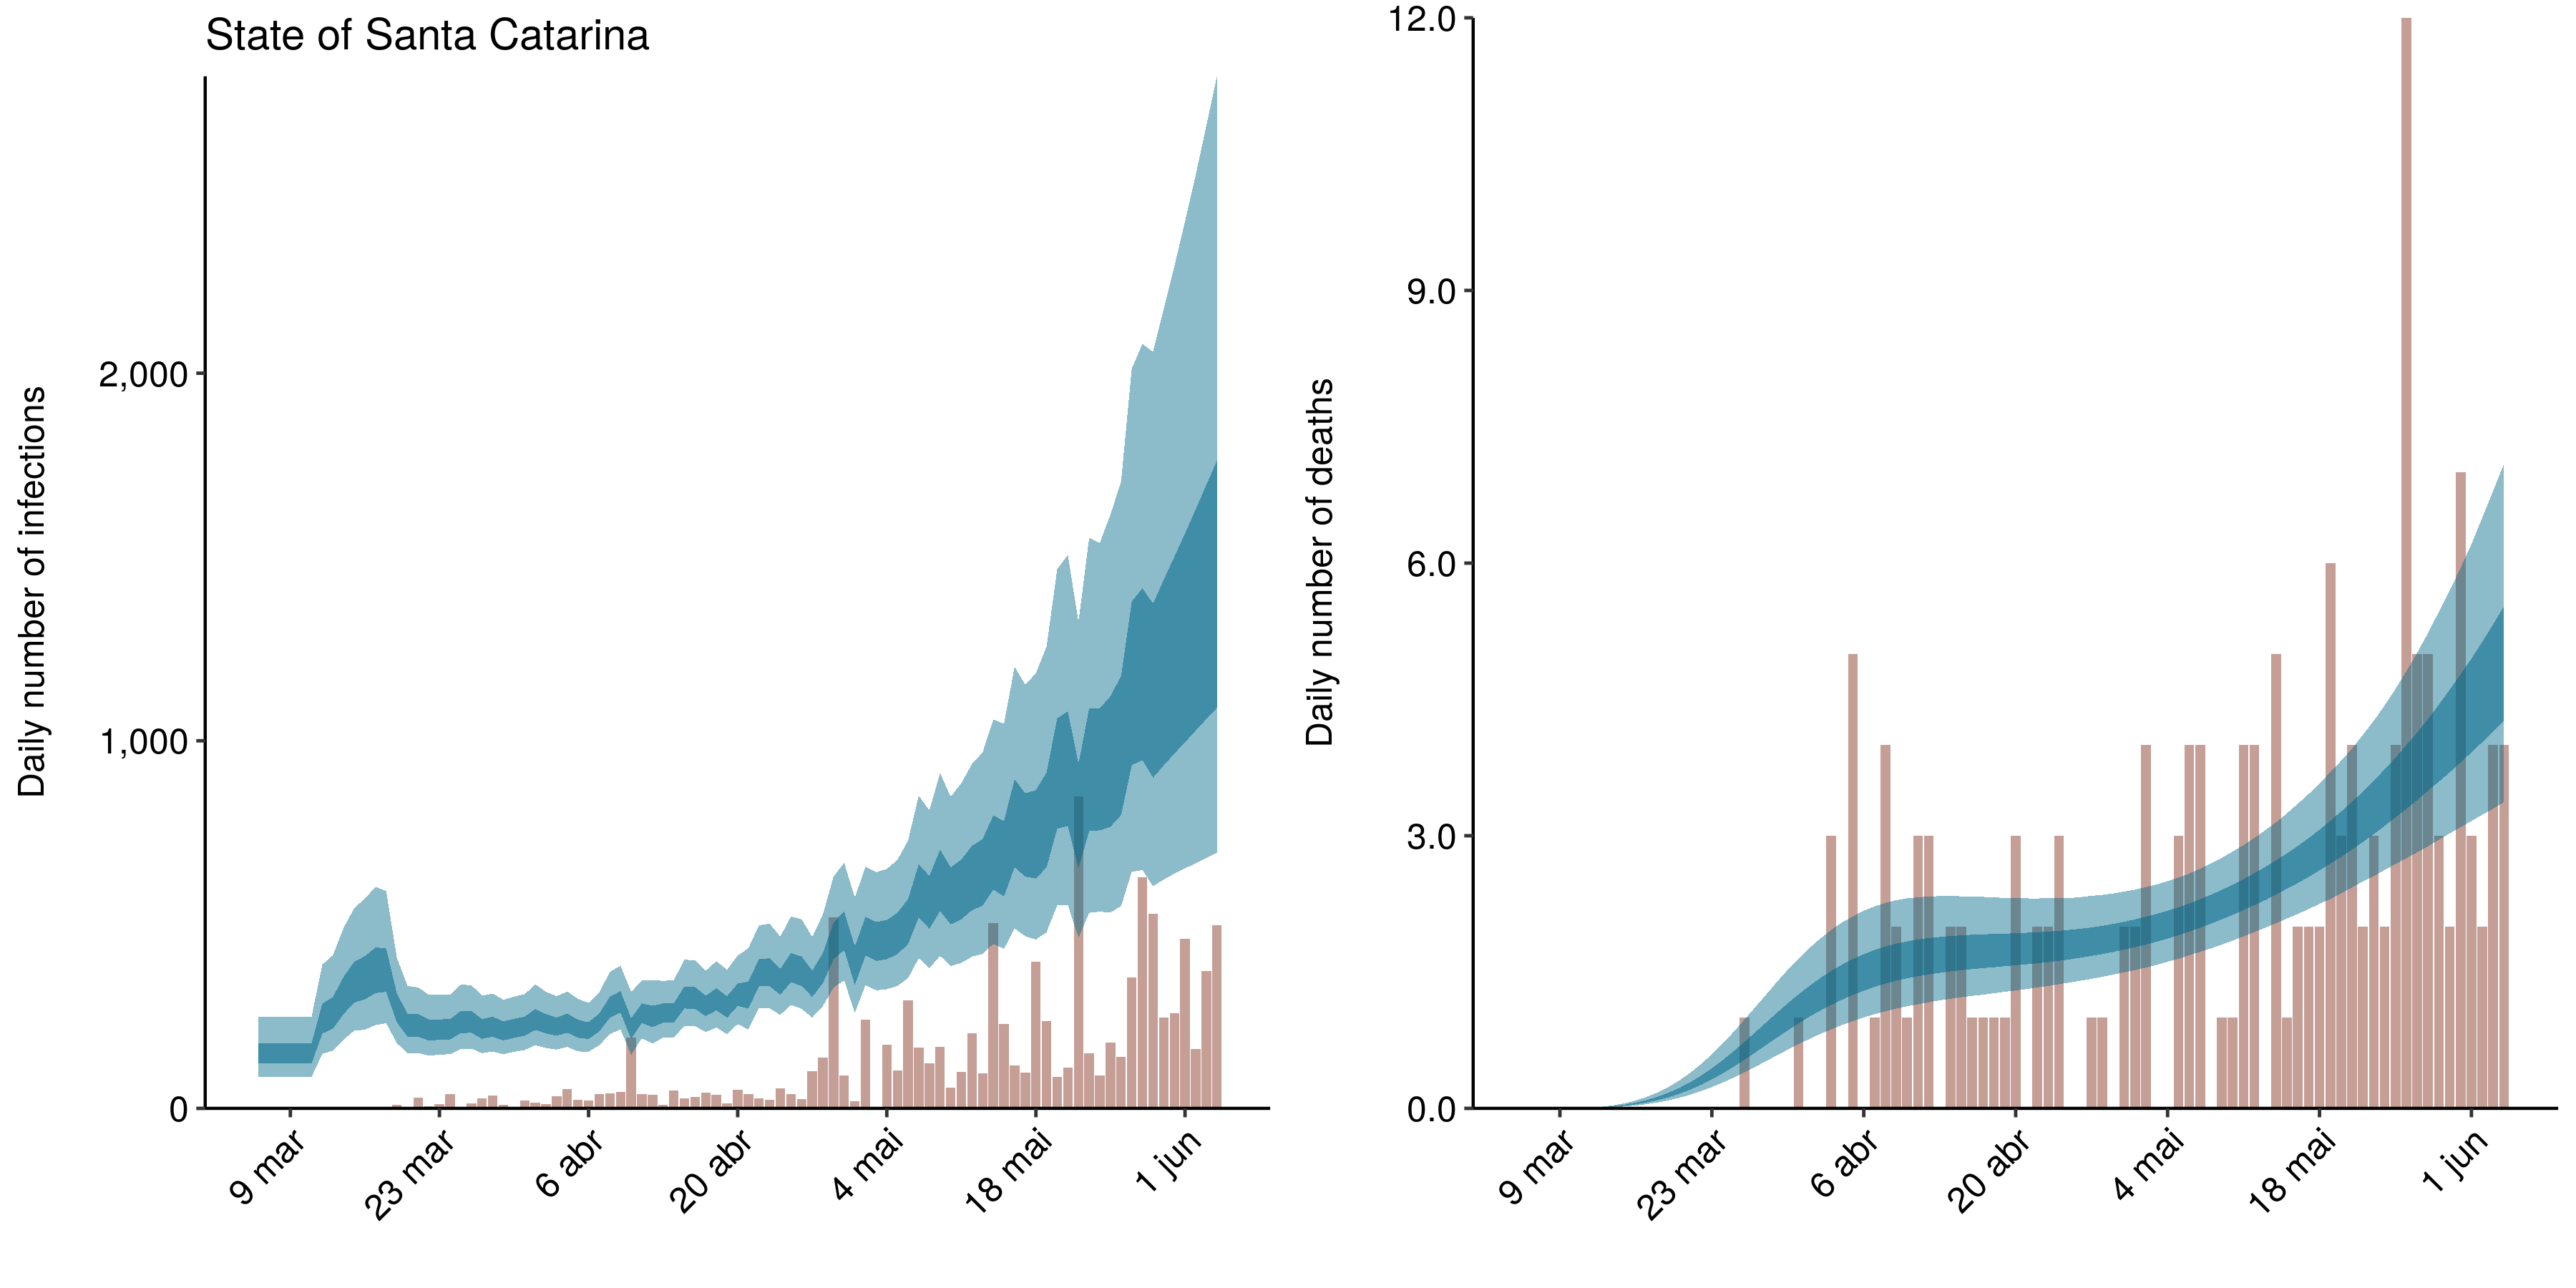 State of Santa Catarina
Daily number of infections
2,000
1,000
0
9 mar
23 mar
6 abr
20 abr
4 mai
18 mai
1 jun
Daily number of deaths
12.0
9.0
6.0
3.0
0.0
9 mar
23 mar
6 abr
20 abr
4 mai
18 mai
1 jun